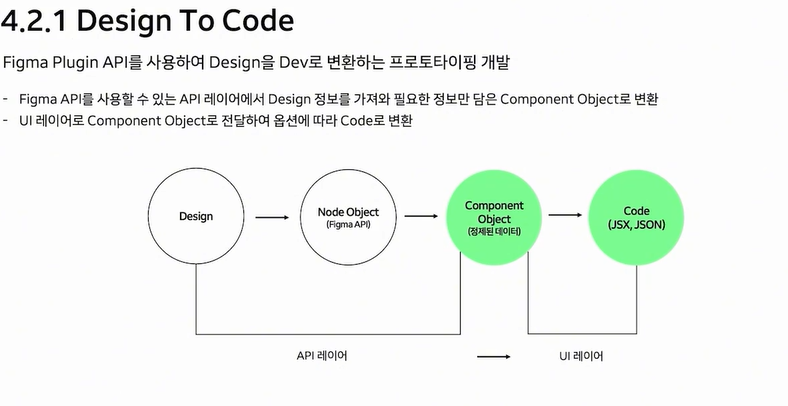 4.2.1 Design To Code
Figma Plugin API를 사용하여 Design을 Dev로 변환하는 프로토타이핑 개발
- Figma API를 사용할 수 있는 API 레이어에서 Design 정보를 가져와 필요한 정보만 담은 Component Object로 변환
- UI 레이어로 Component Object로 전달하여 옵션에 따라 Code로 변환
Design
Node Object
(Figma API)
Component
Object
(정제된 데이터)
Code
(JSX, JSON)
API 레이어
UI 레이어